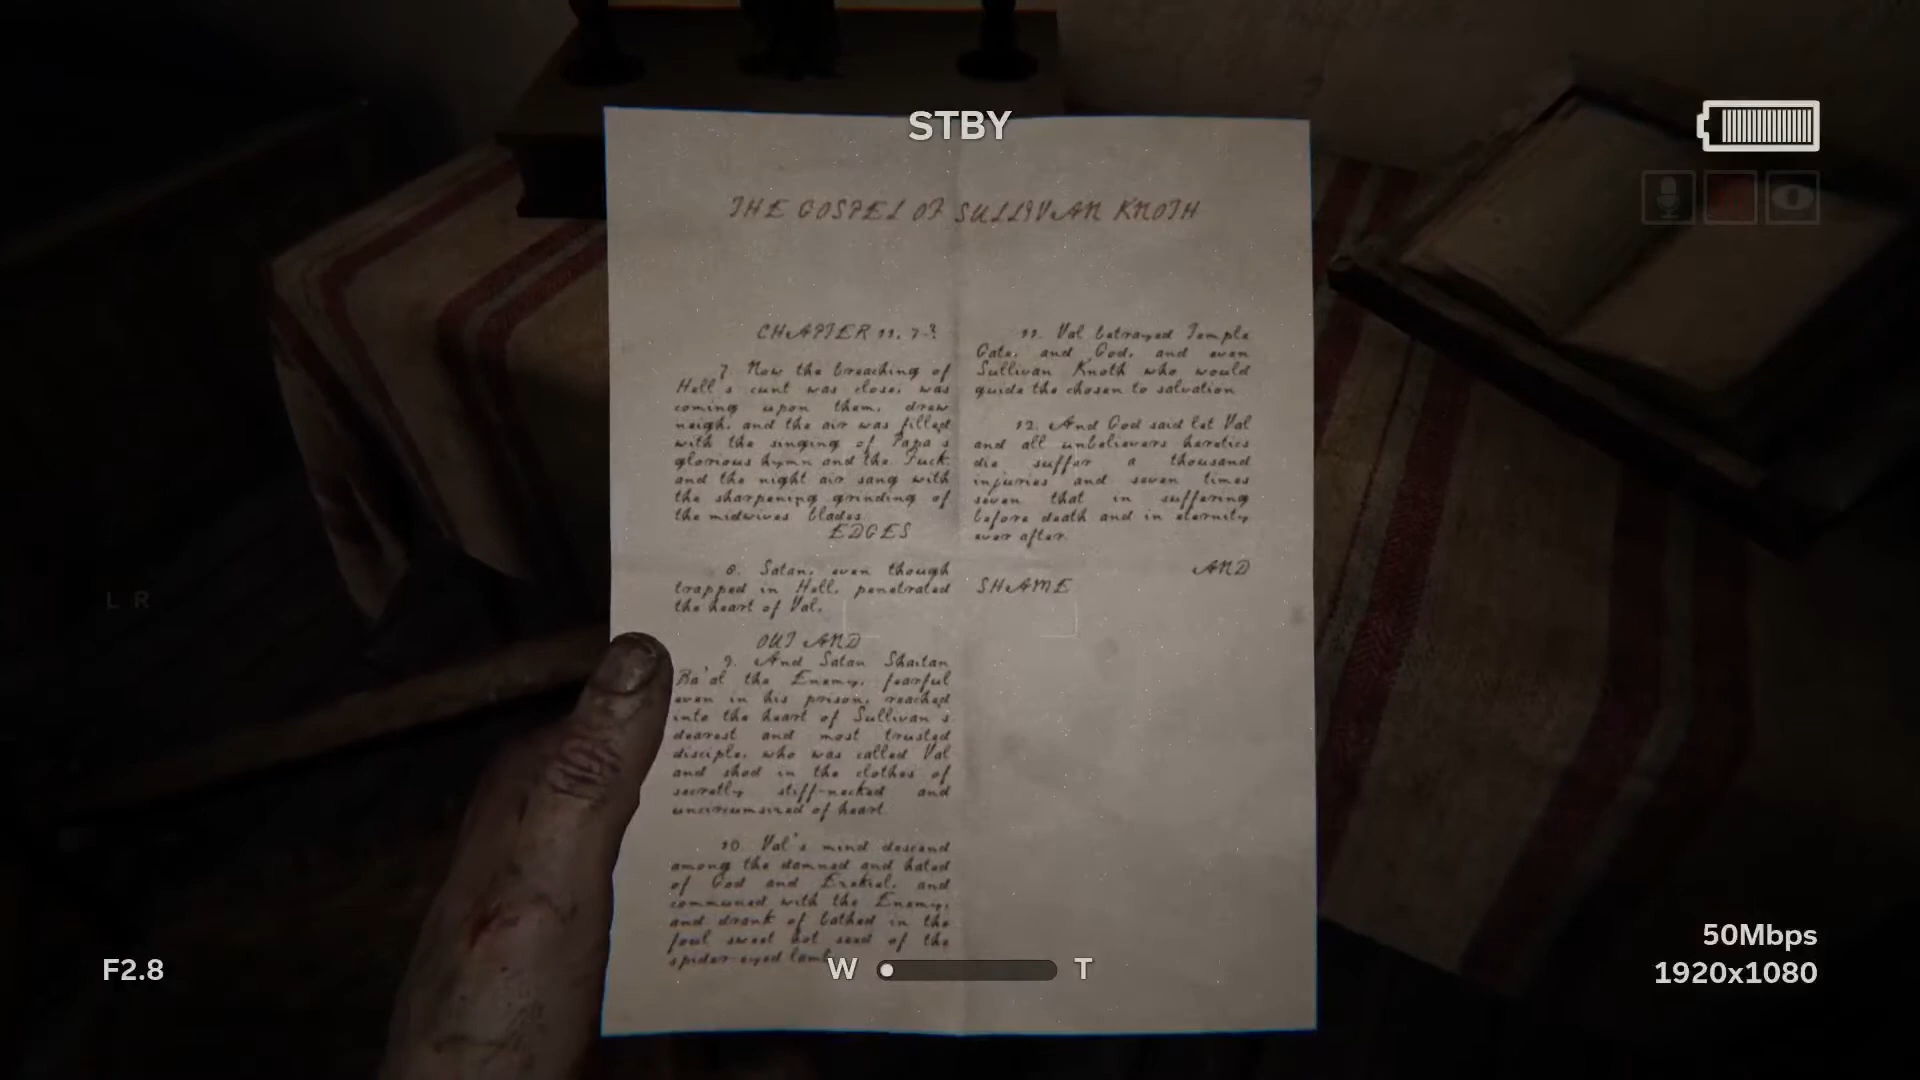 STBY
THE GOSPEL OF SULLIVAN KNOTH
CHAPTER 11. 7-?
7. Now the breaching of
Hell's cunt was close, was
coming upon them, drew
neigh, and the air was filled
with the singing of Papa's
glorious hymn and the Fuck
and the night air sang with
the sharpening grinding of
the midwives blades.
EDGES
8. Satan, even though
trapped in Hell, penetrated
the heart of Val.
OUT AND
9. And Satan Shaitan
Ba'al the Enemy, fearful
even in his prison, reached
into the heart of Sullivan's
dearest and most trusted
disciple, who was called Val
and shod in the clothes of
secretly stiff-necked and
uncircumsized of heart.
10. Val's mind descend
among the damned and hated
of God and Ezekiel, and
communed with the Enemy,
and drank of bathed in the
foul sweet hot seed of the
spider-eyed lamb
11. Val betrayed Temple
Gate, and God, and even
Sullivan Knoth who would
guide the chosen to salvation
12. And God said let Val
and all unbelievers heretics
die suffer a thousand
injuries and seven times
seven that in suffering
before death and in eternity
ever after.
AND
SHAME
L R
F2.8
W T
50Mbps
1920x1080